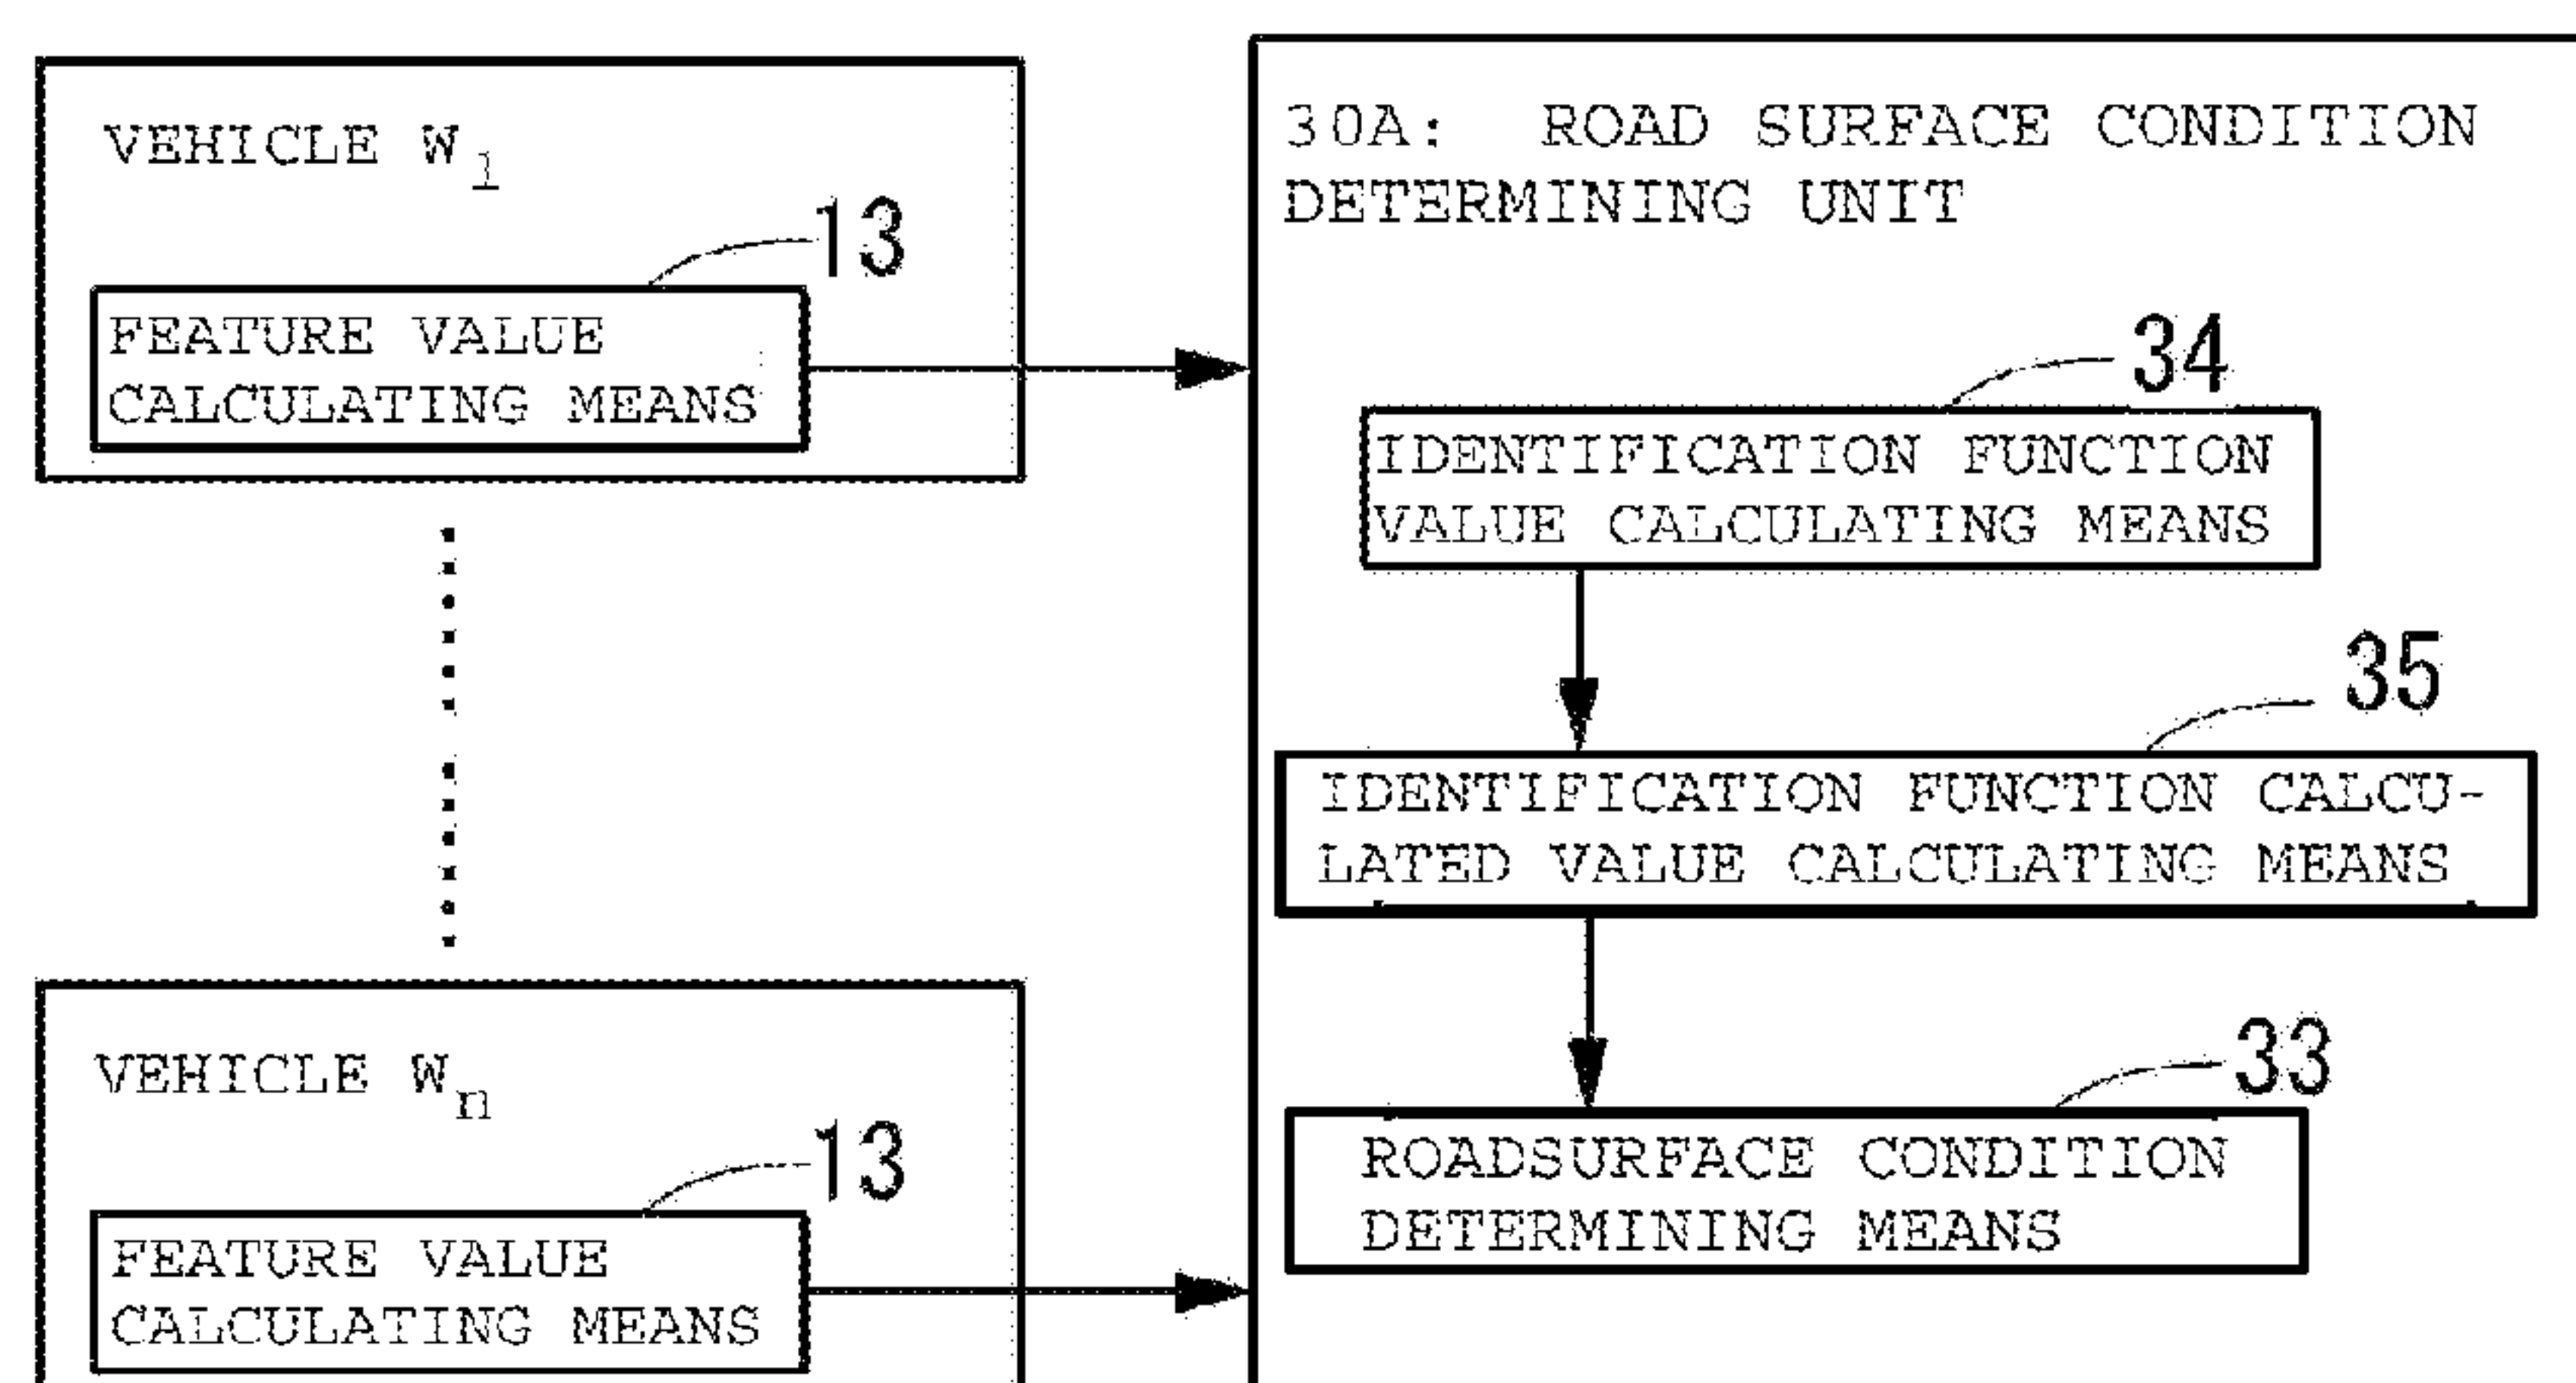 VEHICLE W1
13
FEATURE VALUE
CALCULATING MEANS
VEHICLE Wn
13
FEATURE VALUE
CALCULATING MEANS
30A: ROAD SURFACE CONDITION
DETERMINING UNIT
34
IDENTIFICATION FUNCTION
VALUE CALCULATING MEANS
35
IDENTIFICATION FUNCTION CALCU-
LATED VALUE CALCULATING MEANS
33
ROADSURFACE CONDITION
DETERMINING MEANS